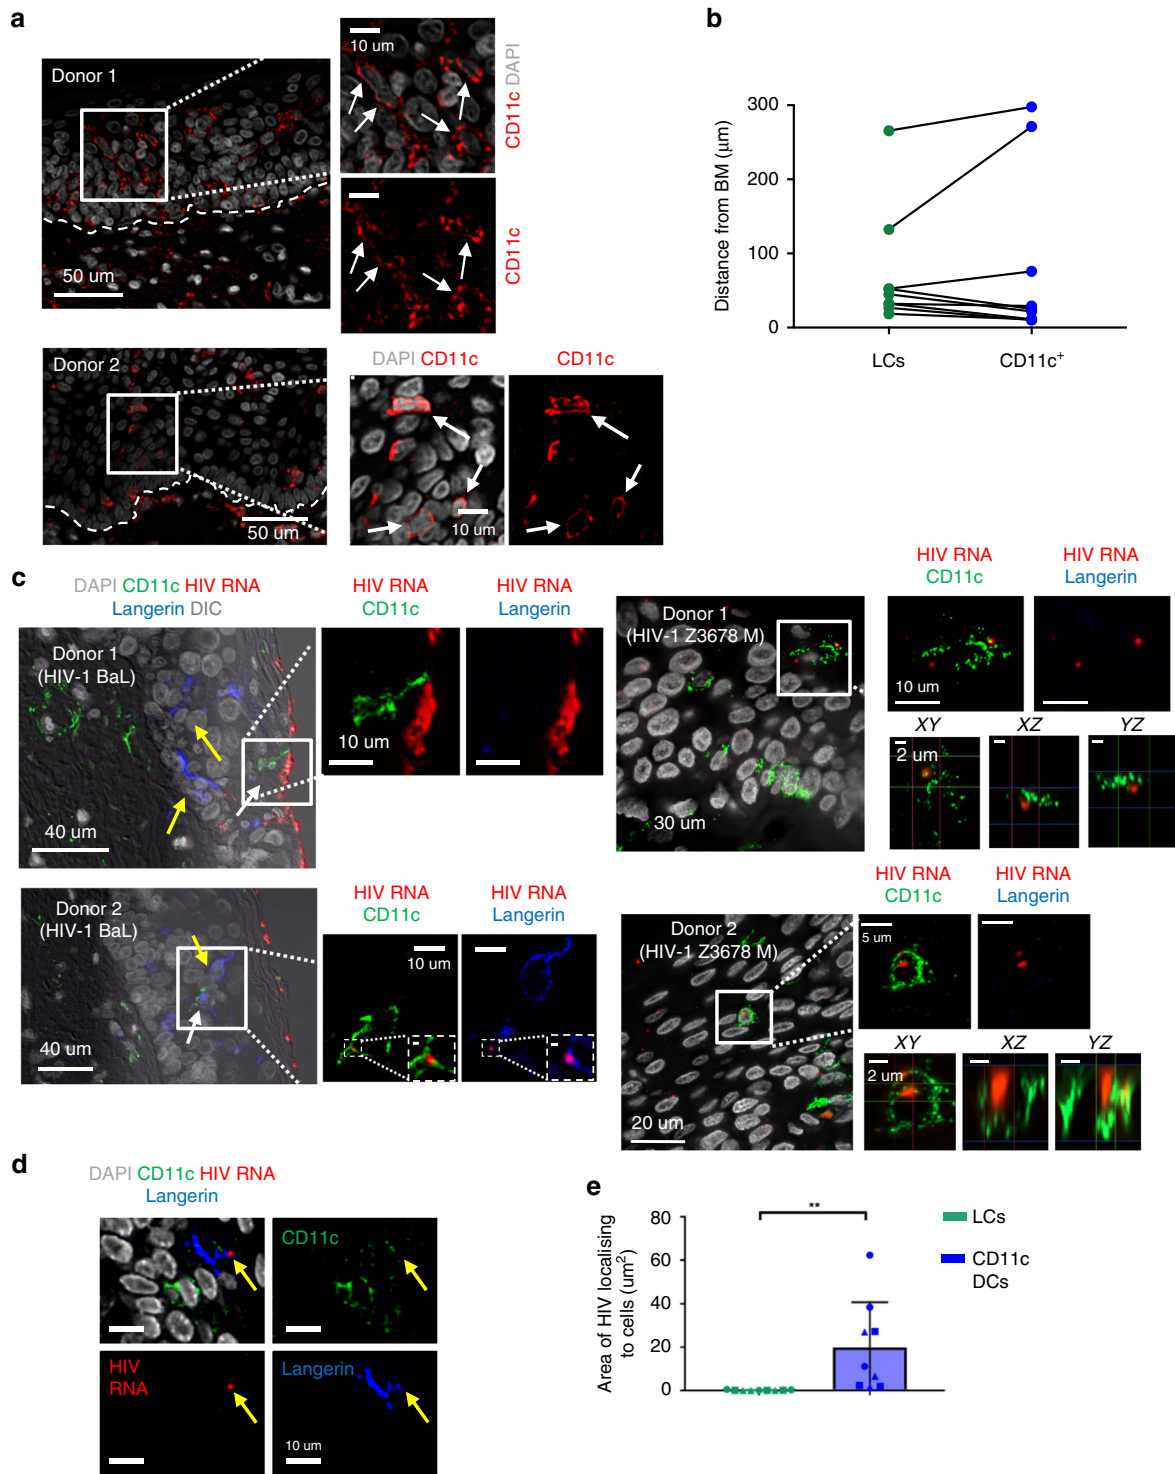 a
Donor 1
50 um
10 um
CD11c DAPI
CD11c
Donor 2
50 um
DAPI CD11c
CD11c
10 um
b
Distance from BM (μm)
300
200
100
0
LCs
CD11c+
c
DAPI CD11c HIV RNA
Langerin DIC
Donor 1
(HIV-1 BaL)
40 um
HIV RNA
CD11c
10 um
HIV RNA
Langerin
Donor 2
(HIV-1 BaL)
40 um
HIV RNA
CD11c
10 um
HIV RNA
Langerin
Donor 1
(HIV-1 Z3678 M)
30 um
HIV RNA
CD11c
10 um
HIV RNA
Langerin
XY
XZ
YZ
2 um
Donor 2
(HIV-1 Z3678 M)
20 um
HIV RNA
CD11c
5 um
HIV RNA
Langerin
XY
XZ
YZ
2 um
d
DAPI CD11c HIV RNA
Langerin
CD11c
HIV
RNA
Langerin
10 um
e
Area of HIV localising
to cells (um2)
80
60
40
20
0
**
LCs
CD11c
DCs